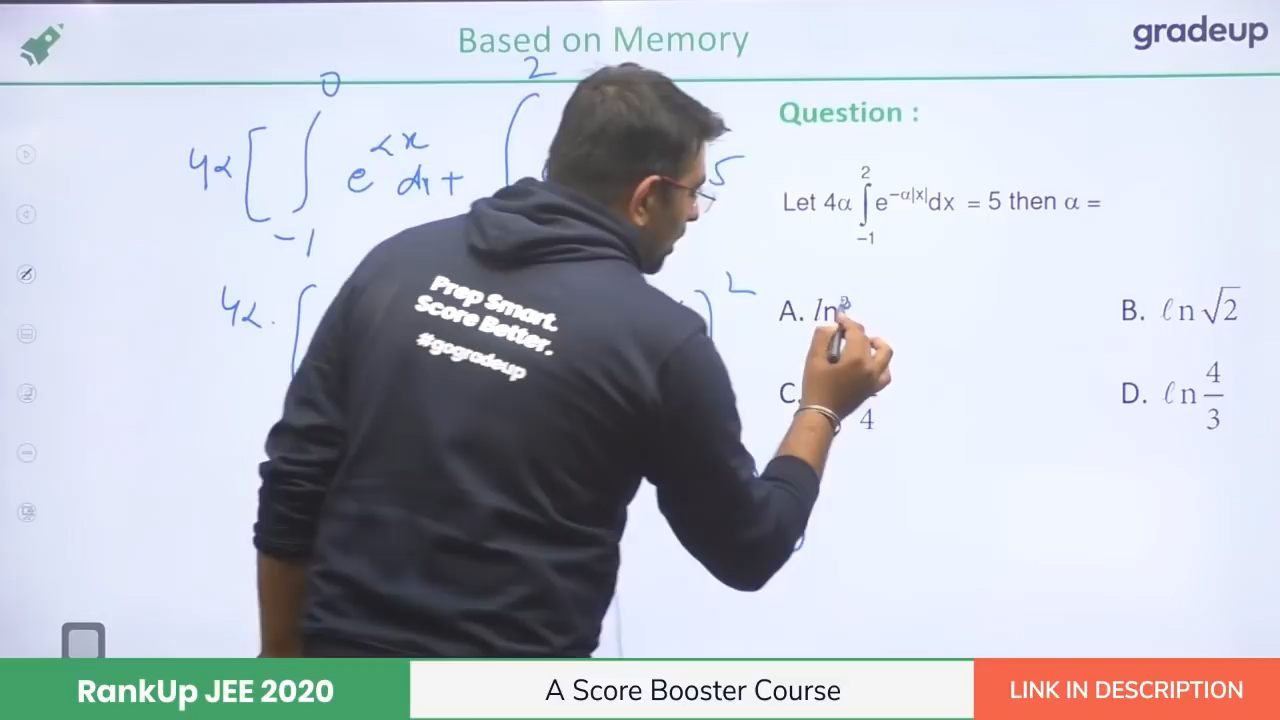 Based on Memory
gradeup
0
2
4α [ ∫ e^αx dx + ∫
5
-1
4α. [
2
Question :
Let 4α ∫ e^−α|x| dx = 5 then α =
2
−1
A. ln
B. ℓn√2
C.
4
D. ℓn 4/3
Prep Smart.
Score Better.
#gogradeup
RankUp JEE 2020
A Score Booster Course
LINK IN DESCRIPTION